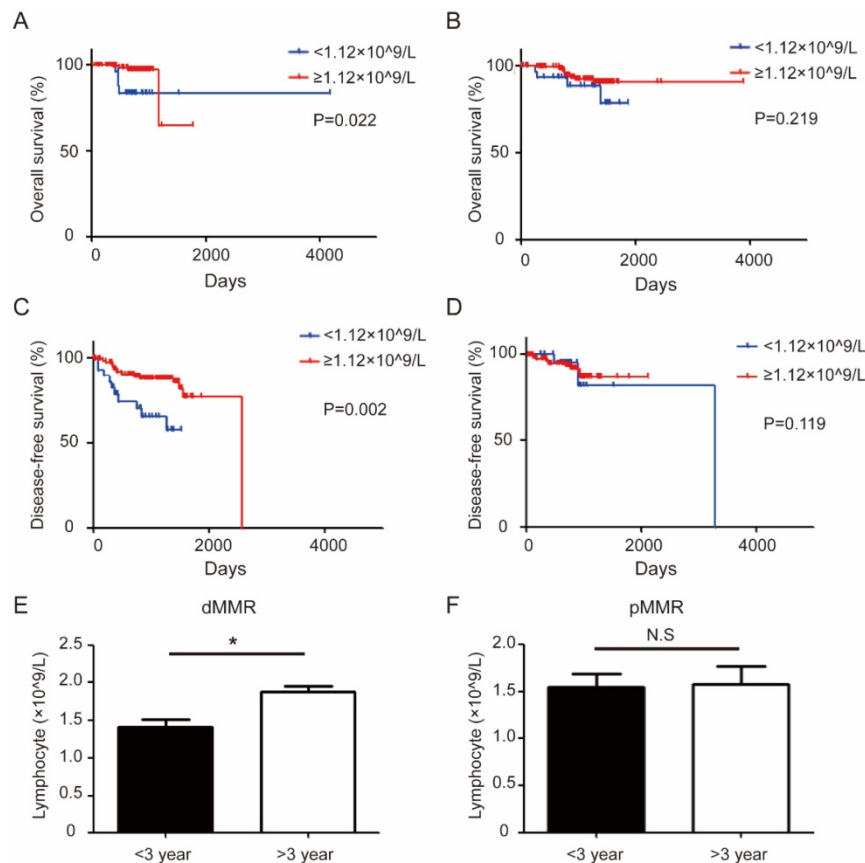 A
Overall survival (%)
100
50
0
0
2000
4000
Days
<1.12×10^9/L
≥1.12×10^9/L
P=0.022
B
Overall survival (%)
100
50
0
0
2000
4000
Days
<1.12×10^9/L
≥1.12×10^9/L
P=0.219
C
Disease-free survival (%)
100
50
0
0
2000
4000
Days
<1.12×10^9/L
≥1.12×10^9/L
P=0.002
D
Disease-free survival (%)
100
50
0
0
2000
4000
Days
<1.12×10^9/L
≥1.12×10^9/L
P=0.119
E
dMMR
Lymphocyte (×10^9/L)
2.5
2.0
1.5
1.0
0.5
0
*
<3 year
>3 year
F
pMMR
Lymphocyte (×10^9/L)
2.0
1.5
1.0
0.5
0
N.S
<3 year
>3 year